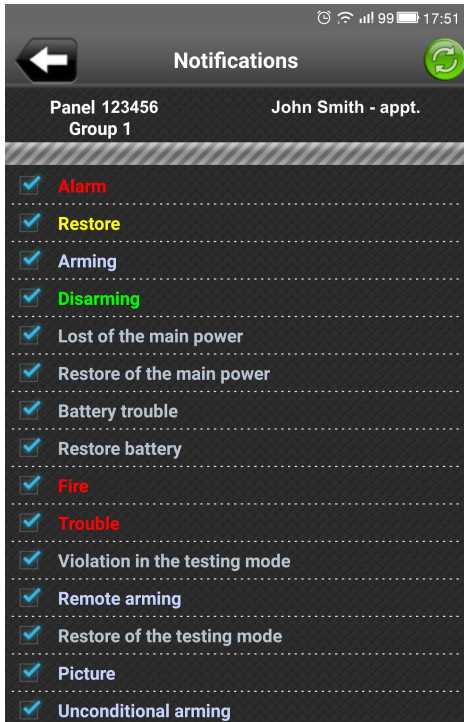 99 17:51
Notifications
Panel 123456 John Smith - appt.
Group 1
Alarm
Restore
Arming
Disarming
Lost of the main power
Restore of the main power
Battery trouble
Restore battery
Fire
Trouble
Violation in the testing mode
Remote arming
Restore of the testing mode
Picture
Unconditional arming